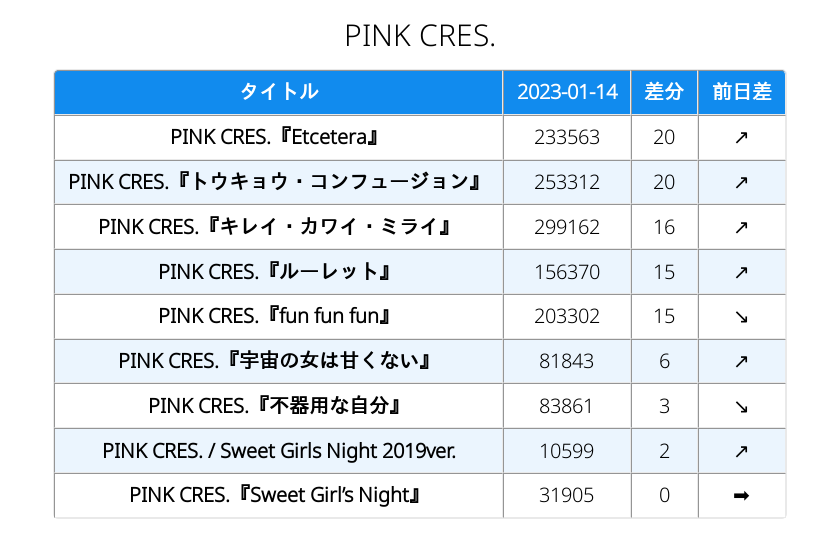 PINK CRES.
タイトル 2023-01-14 差分 前日差
PINK CRES.『Etcetera』 233563 20 ↗
PINK CRES.『トウキョウ・コンフュージョン』 253312 20 ↗
PINK CRES.『キレイ・カワイ・ミライ』 299162 16 ↗
PINK CRES.『ルーレット』 156370 15 ↗
PINK CRES.『fun fun fun』 203302 15 ↘
PINK CRES.『宇宙の女は甘くない』 81843 6 ↗
PINK CRES.『不器用な自分』 83861 3 ↘
PINK CRES. / Sweet Girls Night 2019ver. 10599 2 ↗
PINK CRES.『Sweet Girl’s Night』 31905 0 ➡